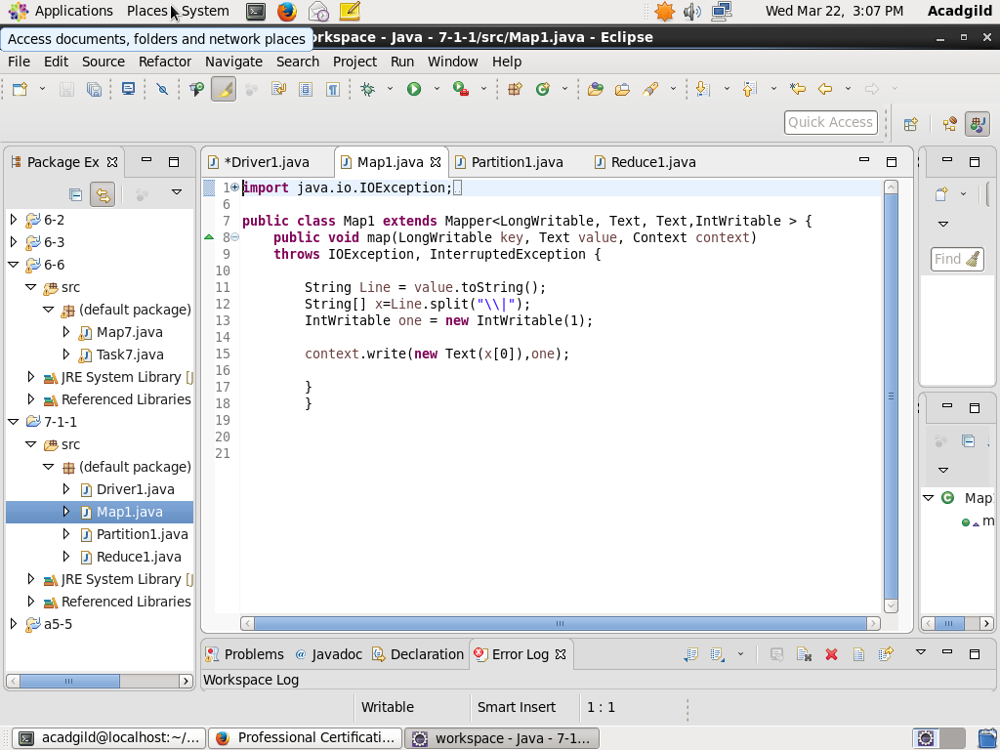 Applications Places System Wed Mar 22, 3:07 PM Acadgild
Access documents, folders and network places
orkspace - Java - 7-1-1/src/Map1.java - Eclipse
File Edit Source Refactor Navigate Search Project Run Window Help
Quick Access
Package Ex
*Driver1.java Map1.java Partition1.java Reduce1.java
6-2
6-3
6-6
src
(default package)
Map7.java
Task7.java
JRE System Library [J
Referenced Libraries
7-1-1
src
(default package)
Driver1.java
Map1.java
Partition1.java
Reduce1.java
JRE System Library [J
Referenced Libraries
a5-5
1 import java.io.IOException;
6
7 public class Map1 extends Mapper<LongWritable, Text, Text,IntWritable > {
8 public void map(LongWritable key, Text value, Context context)
9 throws IOException, InterruptedException {
10
11 String Line = value.toString();
12 String[] x=Line.split("\\|");
13 IntWritable one = new IntWritable(1);
14
15 context.write(new Text(x[0]),one);
16
17 }
18 }
19
20
21
Find
Map
m
Problems Javadoc Declaration Error Log
Workspace Log
Writable Smart Insert 1 : 1
acadgild@localhost:~/... Professional Certificati... workspace - Java - 7-1...